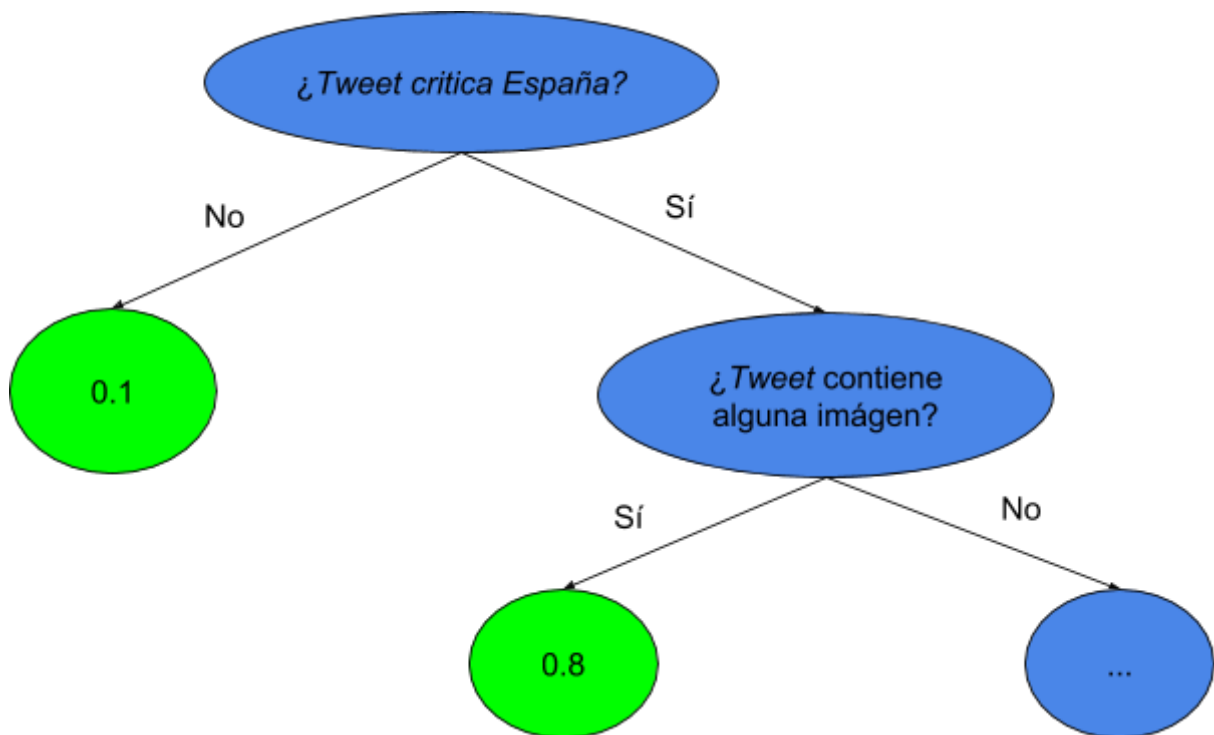 ¿Tweet critica España?
No
Sí
0.1
¿Tweet contiene
alguna imágen?
Sí
No
0.8
...